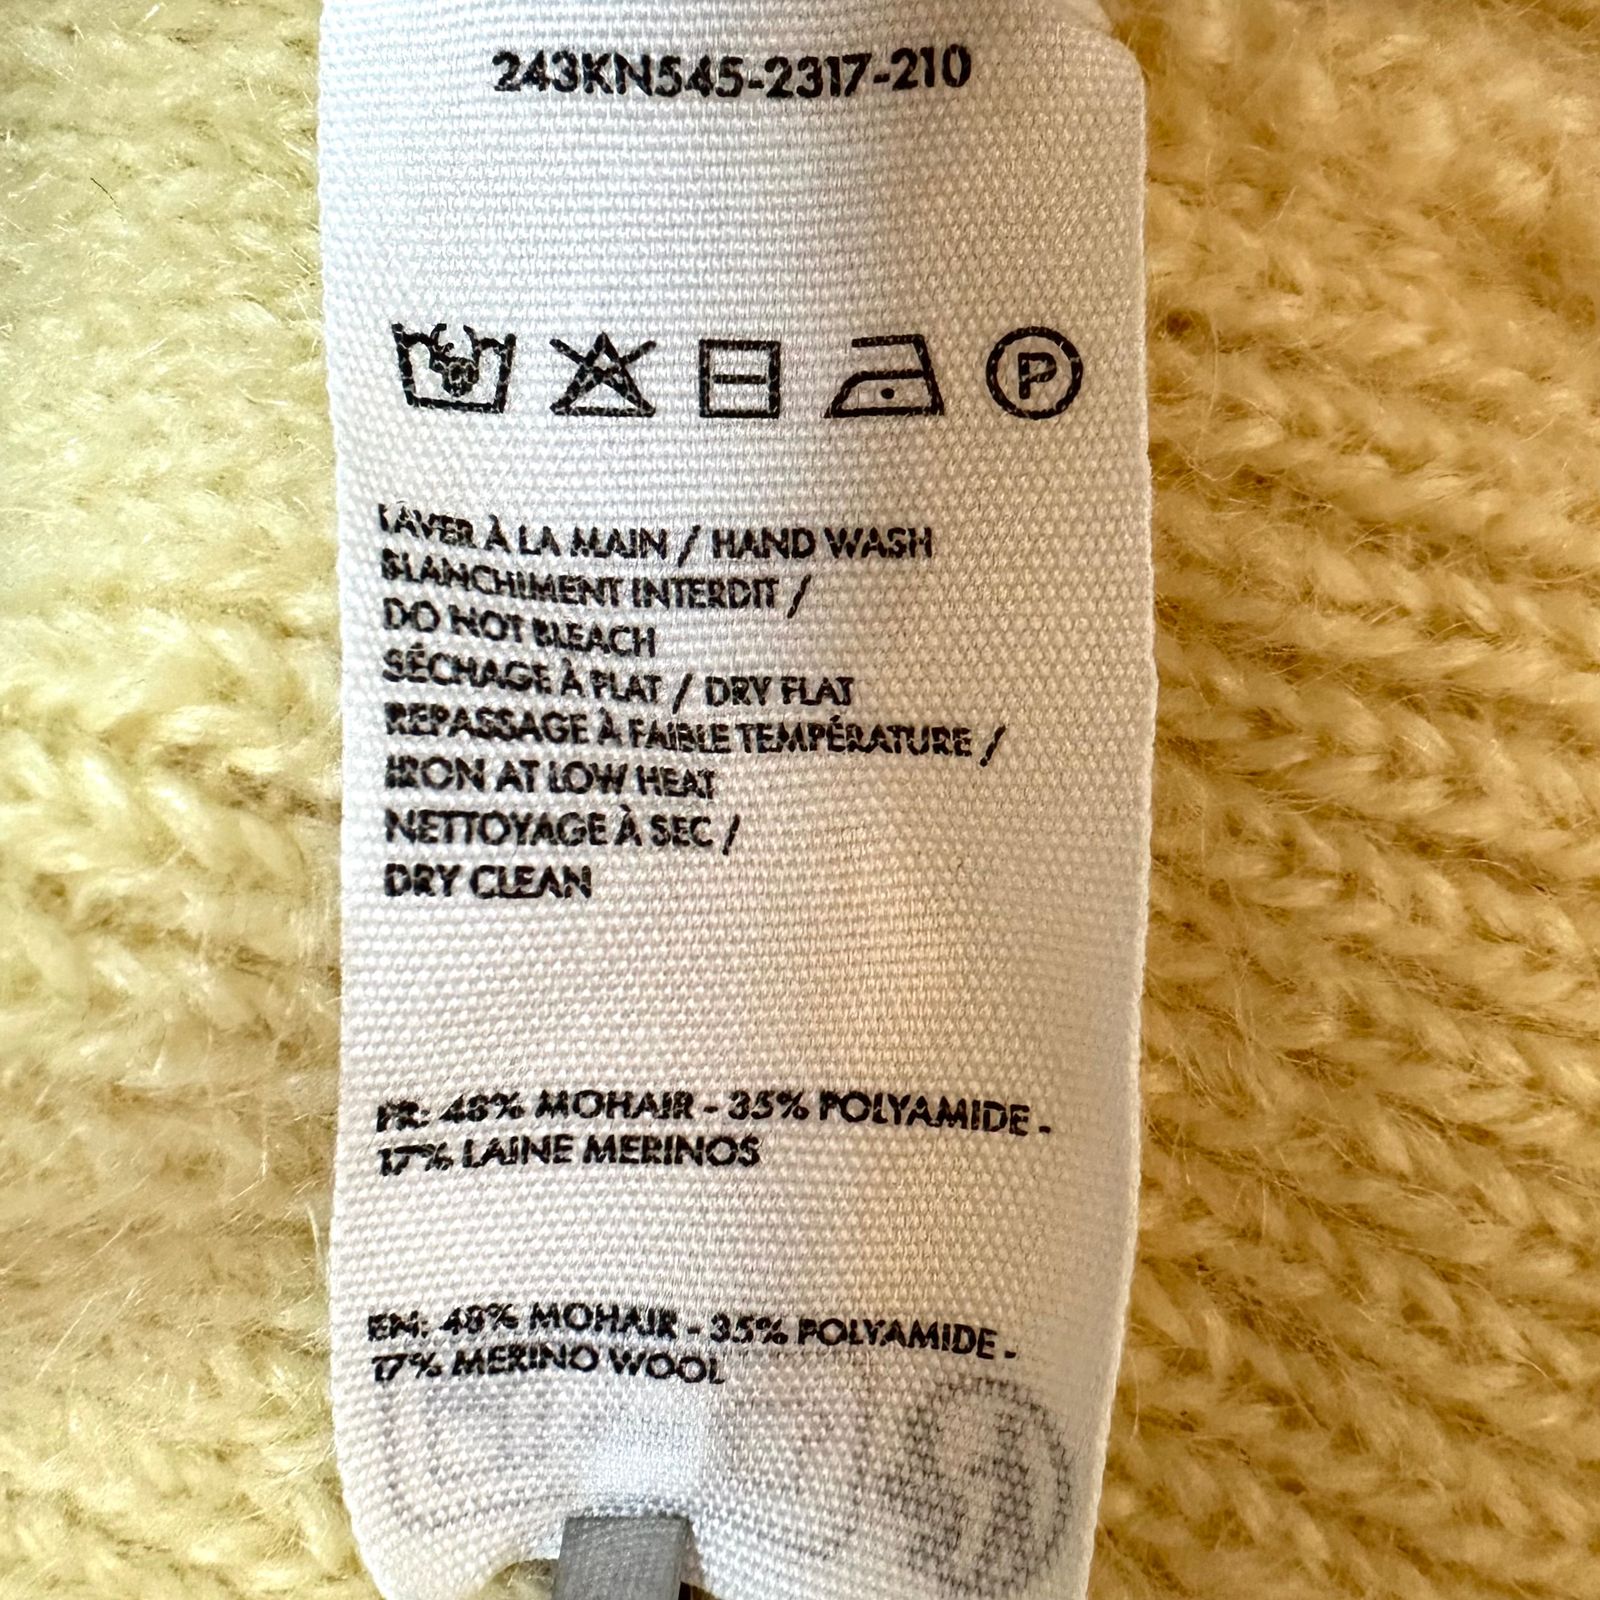 243KN545-2317-210
P
LAVER À LA MAIN / HAND WASH
BLANCHIMENT INTERDIT /
DO NOT BLEACH
SÉCHAGE À PLAT / DRY FLAT
REPASSAGE À FAIBLE TEMPÉRATURE /
IRON AT LOW HEAT
NETTOYAGE À SEC /
DRY CLEAN
FR: 48% MOHAIR - 35% POLYAMIDE -
17% LAINE MERINOS
EN: 48% MOHAIR - 35% POLYAMIDE -
17% MERINO WOOL